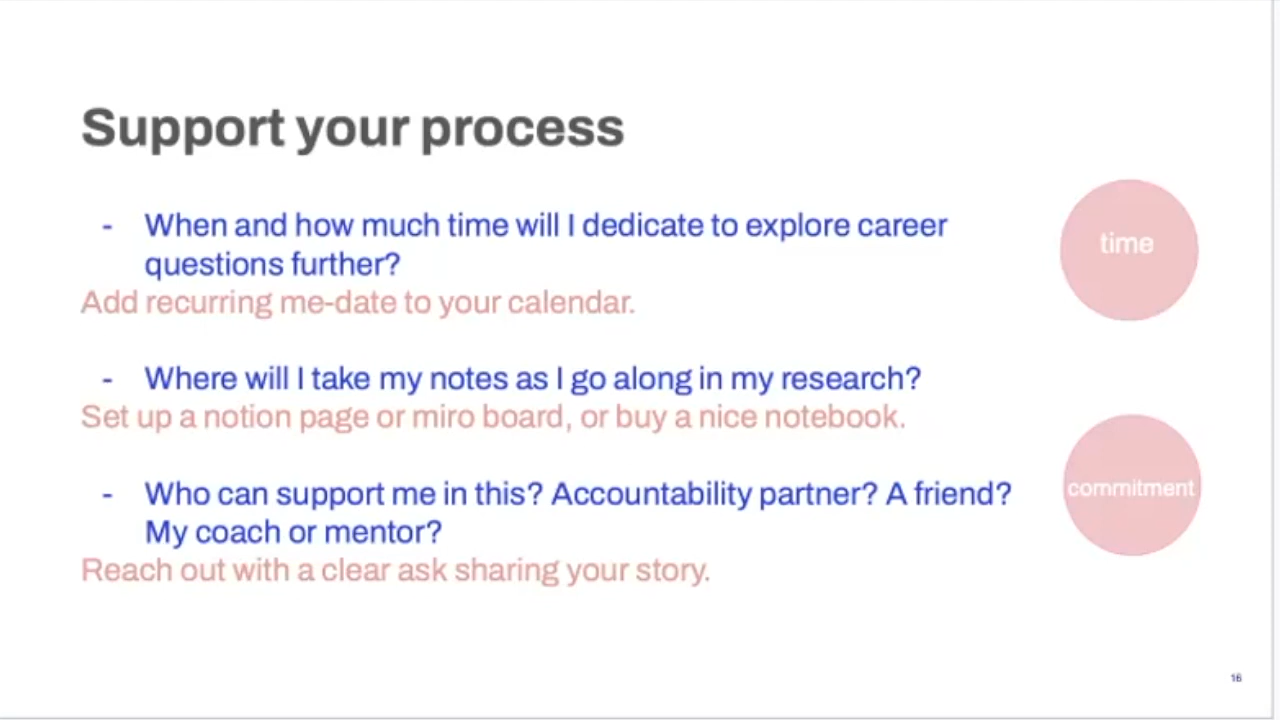 Support your process
- When and how much time will I dedicate to explore career
questions further?
Add recurring me-date to your calendar.
time
- Where will I take my notes as I go along in my research?
Set up a notion page or miro board, or buy a nice notebook.
- Who can support me in this? Accountability partner? A friend?
My coach or mentor?
commitment
Reach out with a clear ask sharing your story.
16